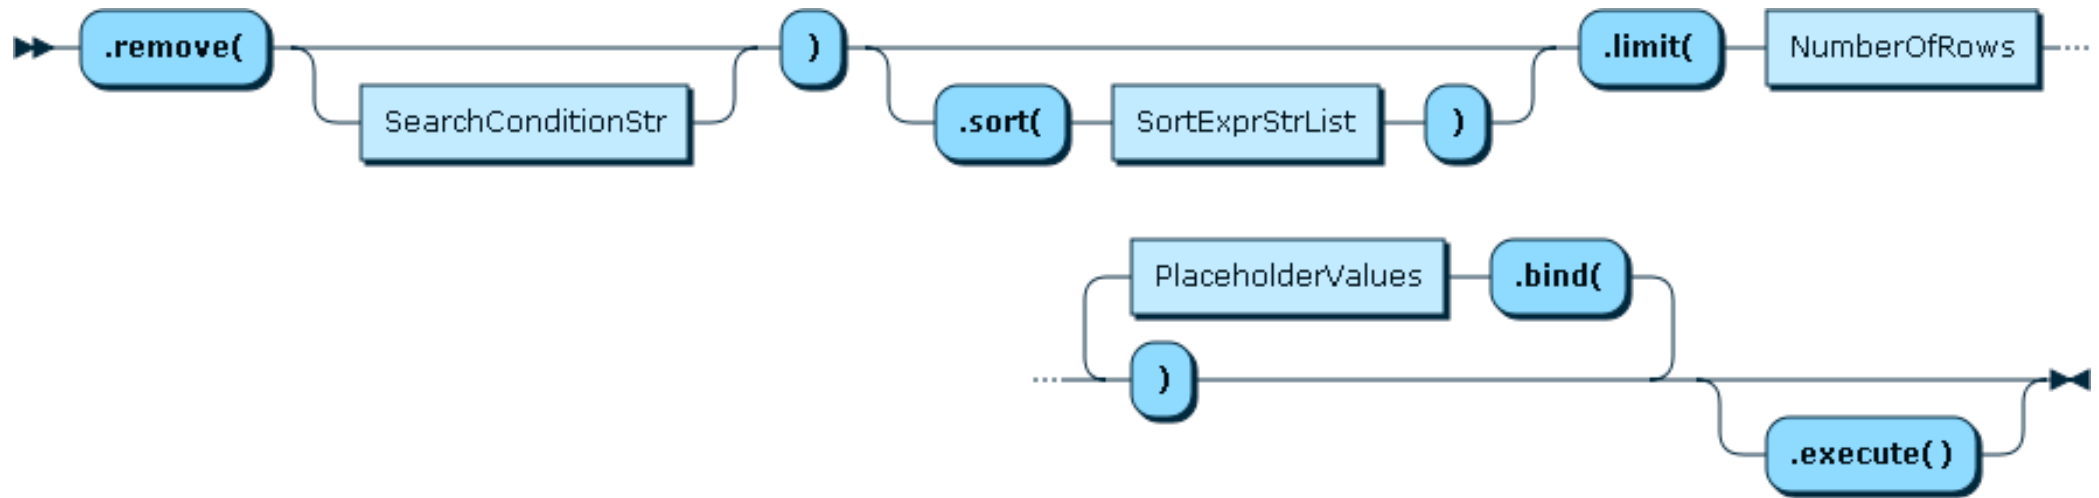 .remove( ) .limit( NumberOfRows
SearchConditionStr .sort( SortExprStrList )
PlaceholderValues .bind(
)
.execute( )